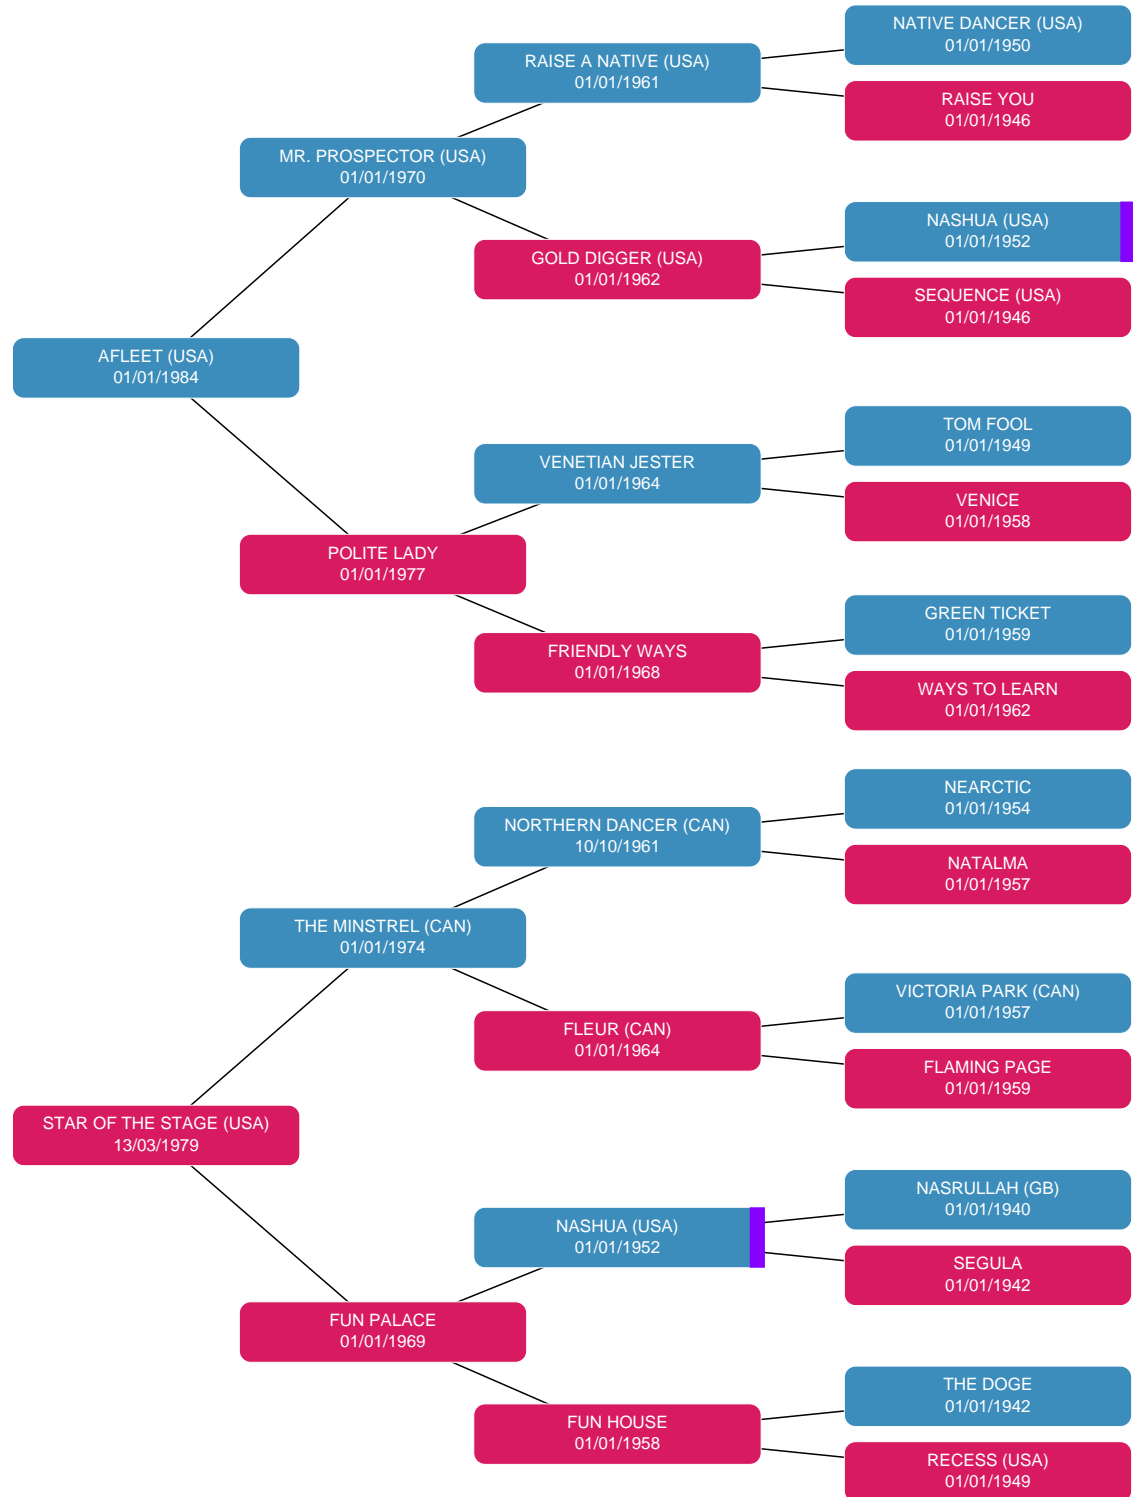 NATIVE DANCER (USA)
01/01/1950
RAISE A NATIVE (USA)
01/01/1961
RAISE YOU
01/01/1946
MR. PROSPECTOR (USA)
01/01/1970
NASHUA (USA)
01/01/1952
GOLD DIGGER (USA)
01/01/1962
SEQUENCE (USA)
01/01/1946
AFLEET (USA)
01/01/1984
TOM FOOL
01/01/1949
VENETIAN JESTER
01/01/1964
VENICE
01/01/1958
POLITE LADY
01/01/1977
GREEN TICKET
01/01/1959
FRIENDLY WAYS
01/01/1968
WAYS TO LEARN
01/01/1962
NEARCTIC
01/01/1954
NORTHERN DANCER (CAN)
10/10/1961
NATALMA
01/01/1957
THE MINSTREL (CAN)
01/01/1974
VICTORIA PARK (CAN)
01/01/1957
FLEUR (CAN)
01/01/1964
FLAMING PAGE
01/01/1959
STAR OF THE STAGE (USA)
13/03/1979
NASRULLAH (GB)
01/01/1940
NASHUA (USA)
01/01/1952
SEGULA
01/01/1942
FUN PALACE
01/01/1969
THE DOGE
01/01/1942
FUN HOUSE
01/01/1958
RECESS (USA)
01/01/1949